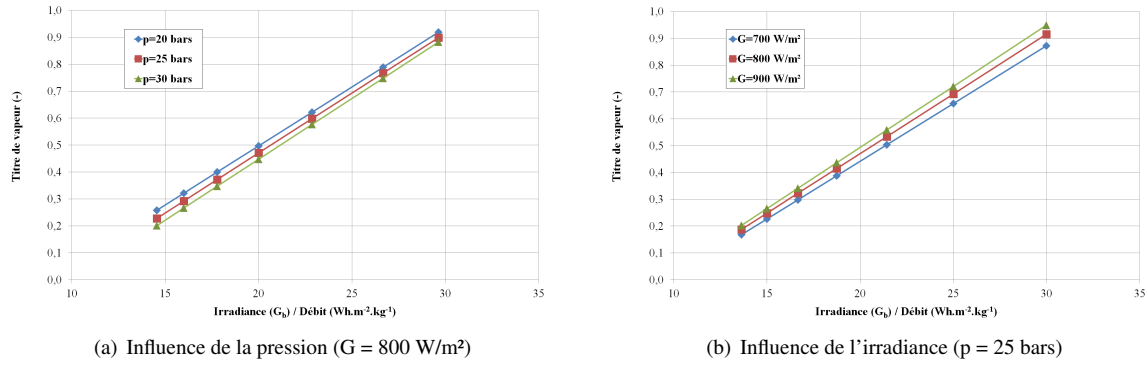 1,0
0,9
0,8
0,7
0,6
0,5
0,4
0,3
0,2
0,1
0,0
Titre de vapeur (-)
p=20 bars
p=25 bars
p=30 bars
10 15 20 25 30 35
Irradiance (G_b) / Débit (Wh.m⁻².kg⁻¹)
(a) Influence de la pression (G = 800 W/m²)
1,0
0,9
0,8
0,7
0,6
0,5
0,4
0,3
0,2
0,1
0,0
Titre de vapeur (-)
G=700 W/m²
G=800 W/m²
G=900 W/m²
10 15 20 25 30 35
Irradiance (G_b) / Débit (Wh.m⁻².kg⁻¹)
(b) Influence de l'irradiance (p = 25 bars)